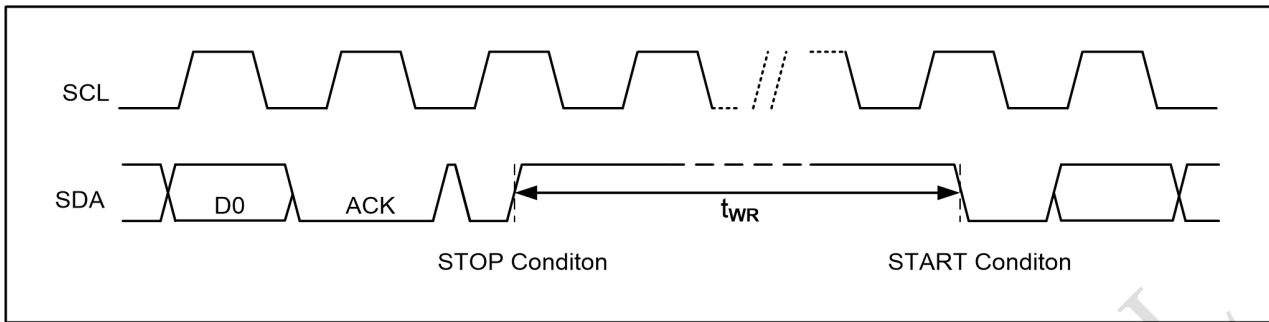 SCL
SDA
D0
ACK
tWR
STOP Conditon
START Conditon